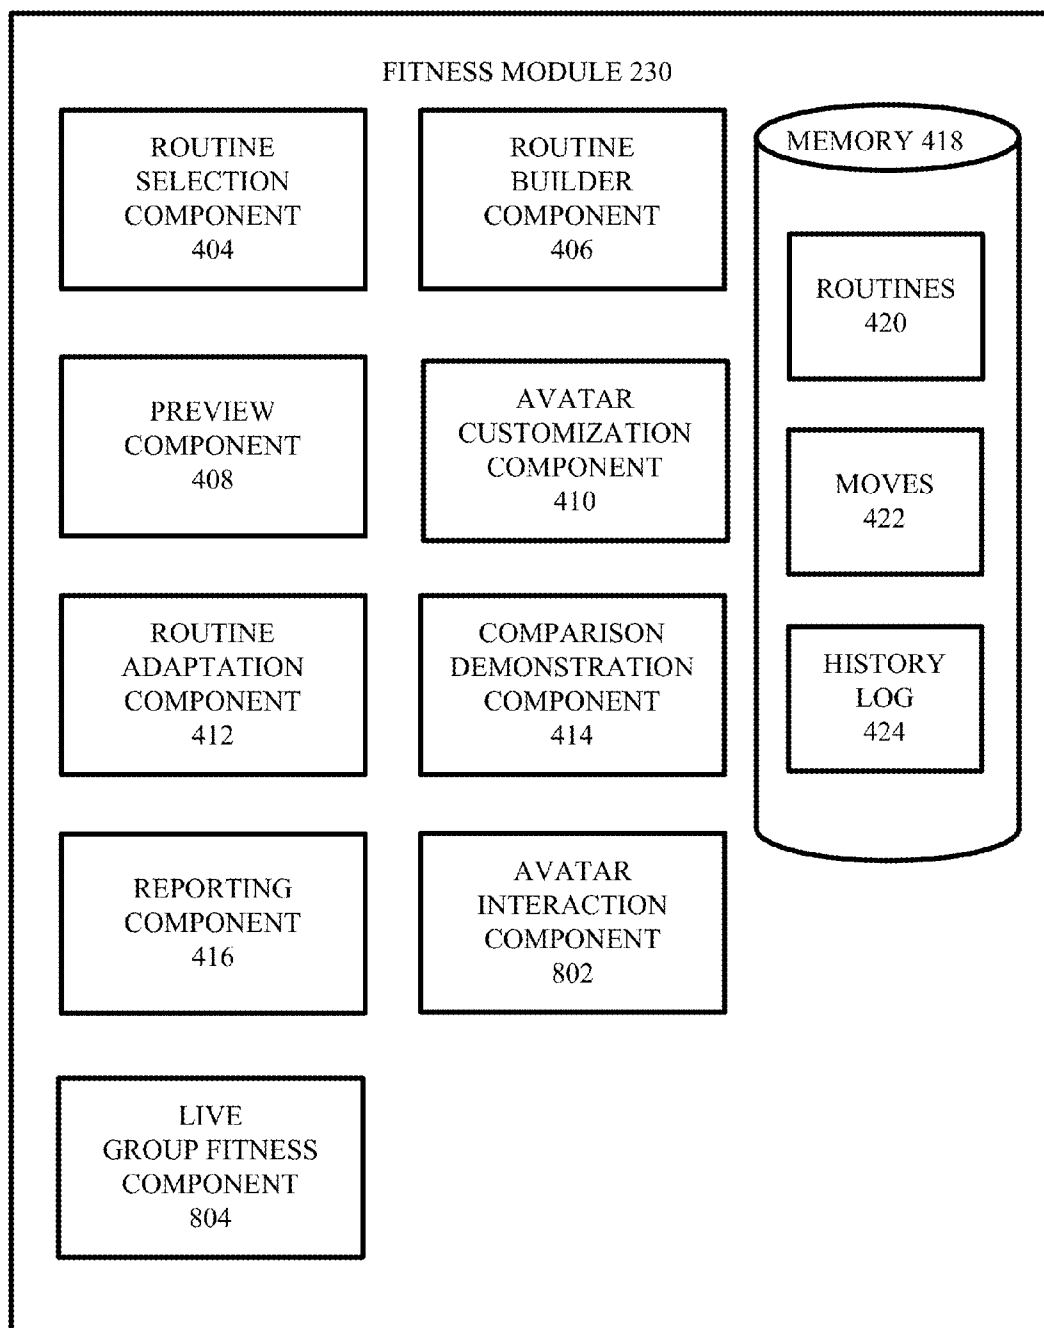 FITNESS MODULE 230
ROUTINE
SELECTION
COMPONENT
404
ROUTINE
BUILDER
COMPONENT
406
MEMORY 418
ROUTINES
420
PREVIEW
COMPONENT
408
AVATAR
CUSTOMIZATION
COMPONENT
410
MOVES
422
ROUTINE
ADAPTATION
COMPONENT
412
COMPARISON
DEMONSTRATION
COMPONENT
414
HISTORY
LOG
424
REPORTING
COMPONENT
416
AVATAR
INTERACTION
COMPONENT
802
LIVE
GROUP FITNESS
COMPONENT
804